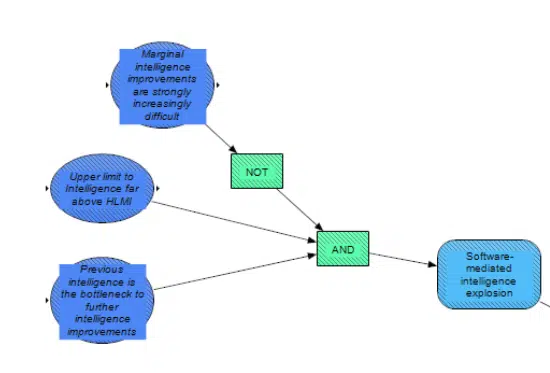 Marginal
intelligence
improvements
are strongly
increasingly
difficult
NOT
Upper limit to
Intelligence far
above HLMI
AND
Software-
mediated
intelligence
explosion
Previous
intelligence is
the bottleneck to
further
intelligence
improvements